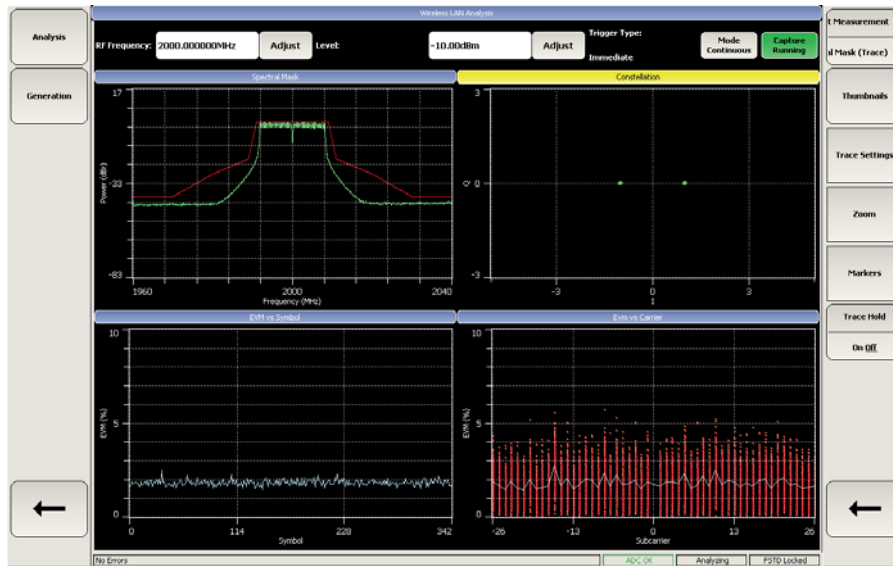 Wireless LAN Analysis
Analysis
Generation
RF Frequency: 2000.000000MHz Adjust Level: -10.00dBm Adjust
Trigger Type:
Immediate
Mode
Continuous
Capture
Running
t Measurement
al Mask (Trace)
Thumbnails
Trace Settings
Zoom
Markers
Trace Hold
On Off
Spectral Mask
17
-33
-83
Power (dBr)
1960 2000 2040
Frequency (MHz)
Constellation
3
0
-3
Q
-3 0 3
I
EVM vs Symbol
10
5
0
EVM (%)
0 114 228 342
Symbol
Evm vs Carrier
10
5
0
EVM (%)
-26 -13 0 13 26
Subcarrier
No Errors ADC OK Analyzing FSTD Locked